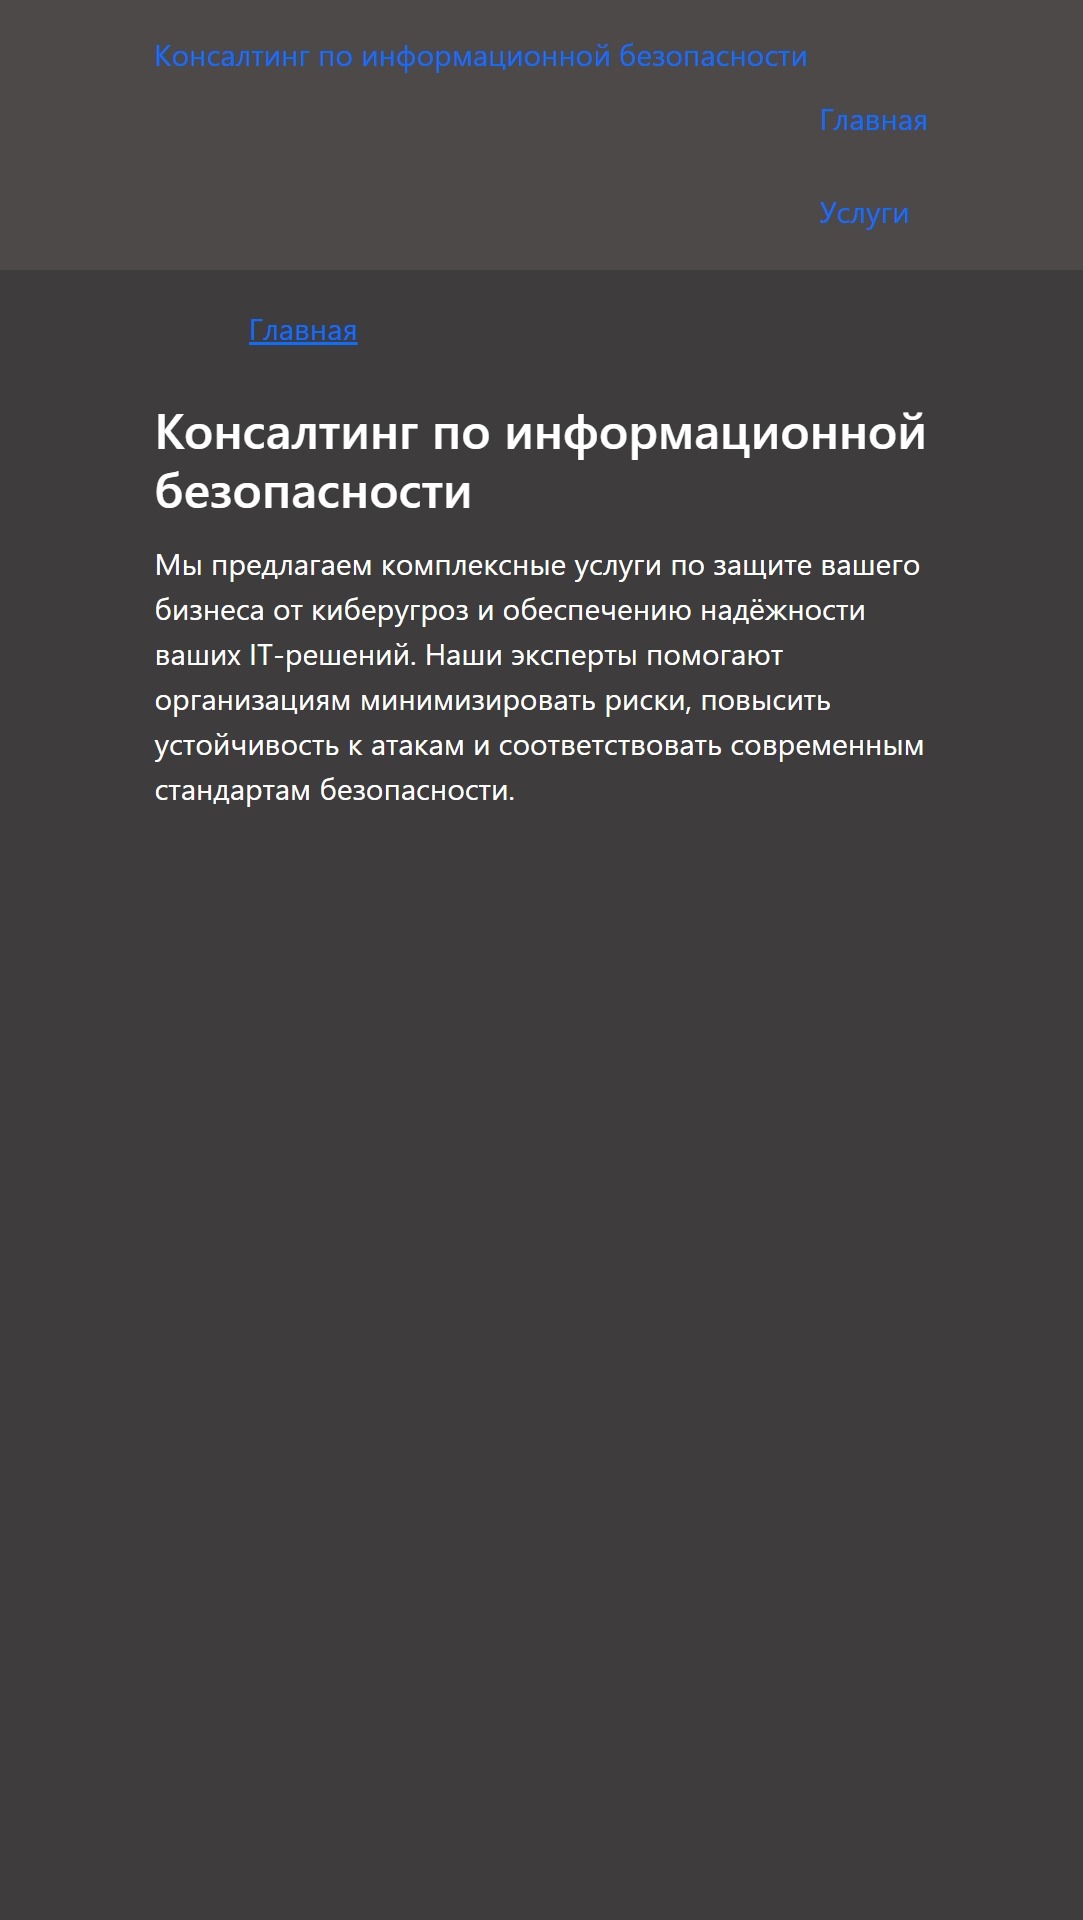 Консалтинг по информационной безопасности
Главная
Услуги
Главная
Консалтинг по информационной
безопасности
Мы предлагаем комплексные услуги по защите вашего
бизнеса от киберугроз и обеспечению надёжности
ваших IT-решений. Наши эксперты помогают
организациям минимизировать риски, повысить
устойчивость к атакам и соответствовать современным
стандартам безопасности.